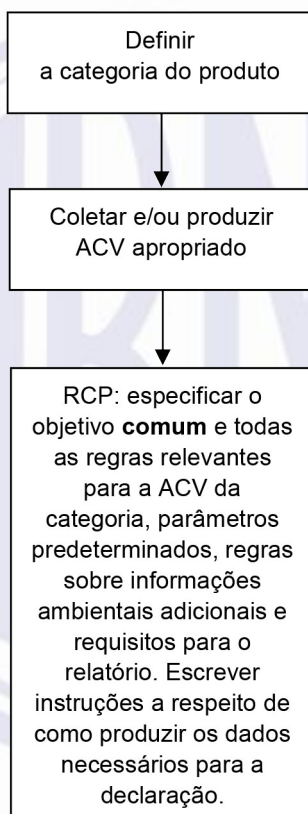 Definir
a categoria do produto
Coletar e/ou produzir
ACV apropriado
RCP: especificar o
objetivo comum e todas
as regras relevantes
para a ACV da
categoria, parâmetros
predeterminados, regras
sobre informações
ambientais adicionais e
requisitos para o
relatório. Escrever
instruções a respeito de
como produzir os dados
necessários para a
declaração.